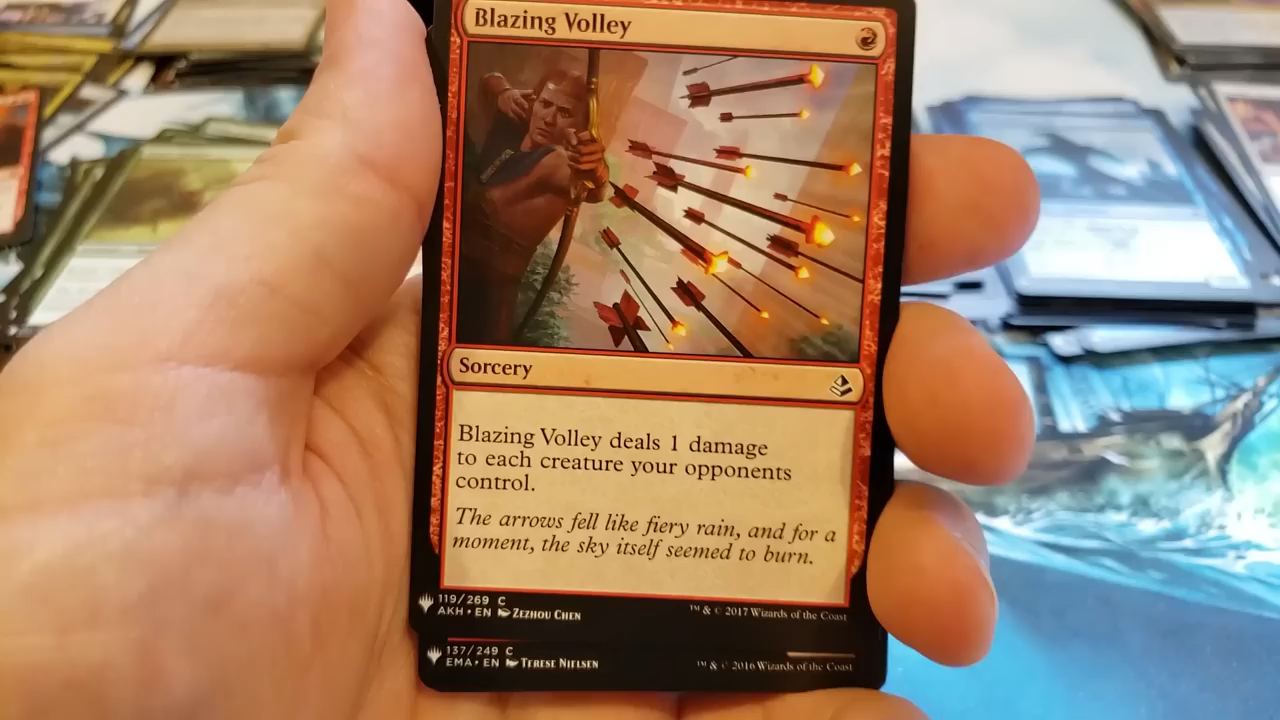 Blazing Volley
Sorcery
Blazing Volley deals 1 damage
to each creature your opponents
control.
The arrows fell like fiery rain, and for a
moment, the sky itself seemed to burn.
119/269 C
AKH • EN Zezhou Chen
™ & © 2017 Wizards of the Coast
137/249 C
EMA • EN Terese Nielsen
™ & © 2016 Wizards of the Coast